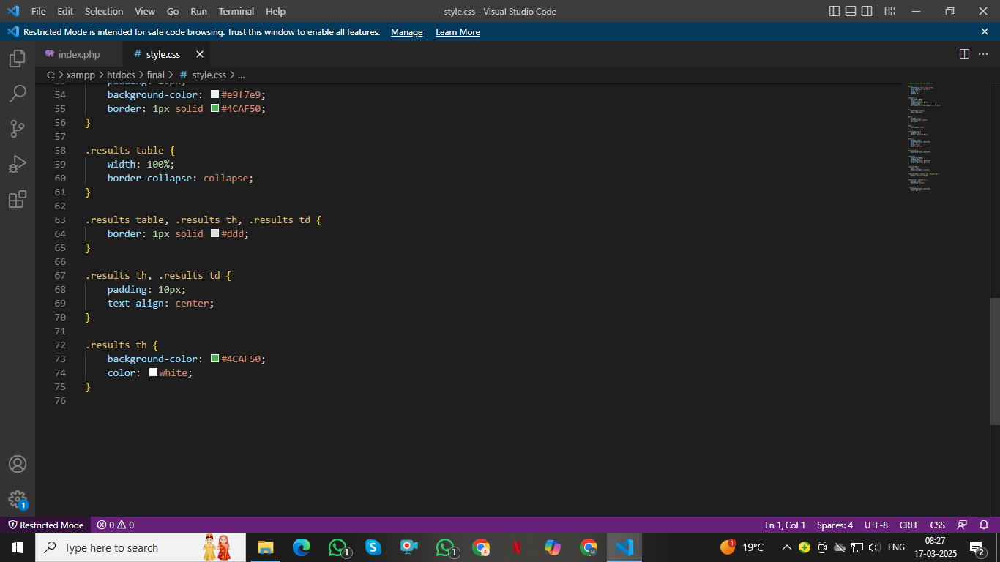 File Edit Selection View Go Run Terminal Help style.css - Visual Studio Code
Restricted Mode is intended for safe code browsing. Trust this window to enable all features. Manage Learn More
index.php # style.css
C: > xampp > htdocs > final > # style.css > ...
54 background-color: #e9f7e9;
55 border: 1px solid #4CAF50;
56 }
57
58 .results table {
59 width: 100%;
60 border-collapse: collapse;
61 }
62
63 .results table, .results th, .results td {
64 border: 1px solid #ddd;
65 }
66
67 .results th, .results td {
68 padding: 10px;
69 text-align: center;
70 }
71
72 .results th {
73 background-color: #4CAF50;
74 color: white;
75 }
76
1
Restricted Mode 0 0 Ln 1, Col 1 Spaces: 4 UTF-8 CRLF CSS
Type here to search 1 1 1 19°C ENG 08:27 2
17-03-2025